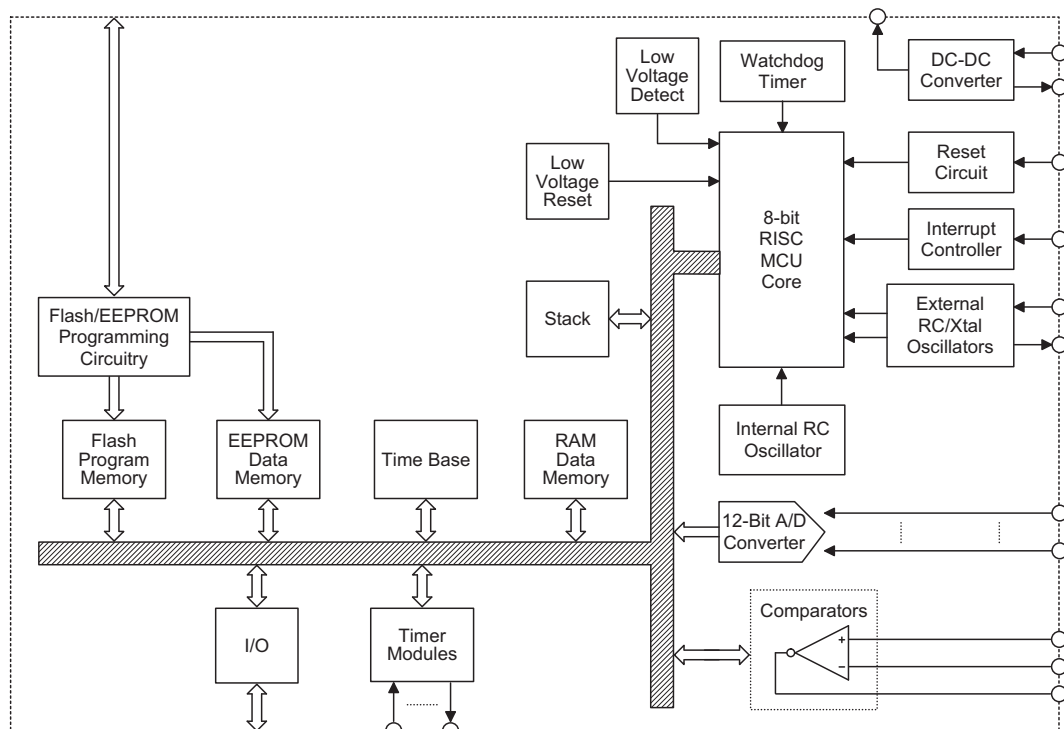 Low
Voltage
Detect
Watchdog
Timer
DC-DC
Converter
Low
Voltage
Reset
8-bit
RISC
MCU
Core
Reset
Circuit
Interrupt
Controller
External
RC/Xtal
Oscillators
Flash/EEPROM
Programming
Circuitry
Stack
Flash
Program
Memory
EEPROM
Data
Memory
Time Base
RAM
Data
Memory
Internal RC
Oscillator
12-Bit A/D
Converter
I/O
Timer
Modules
Comparators
+
−